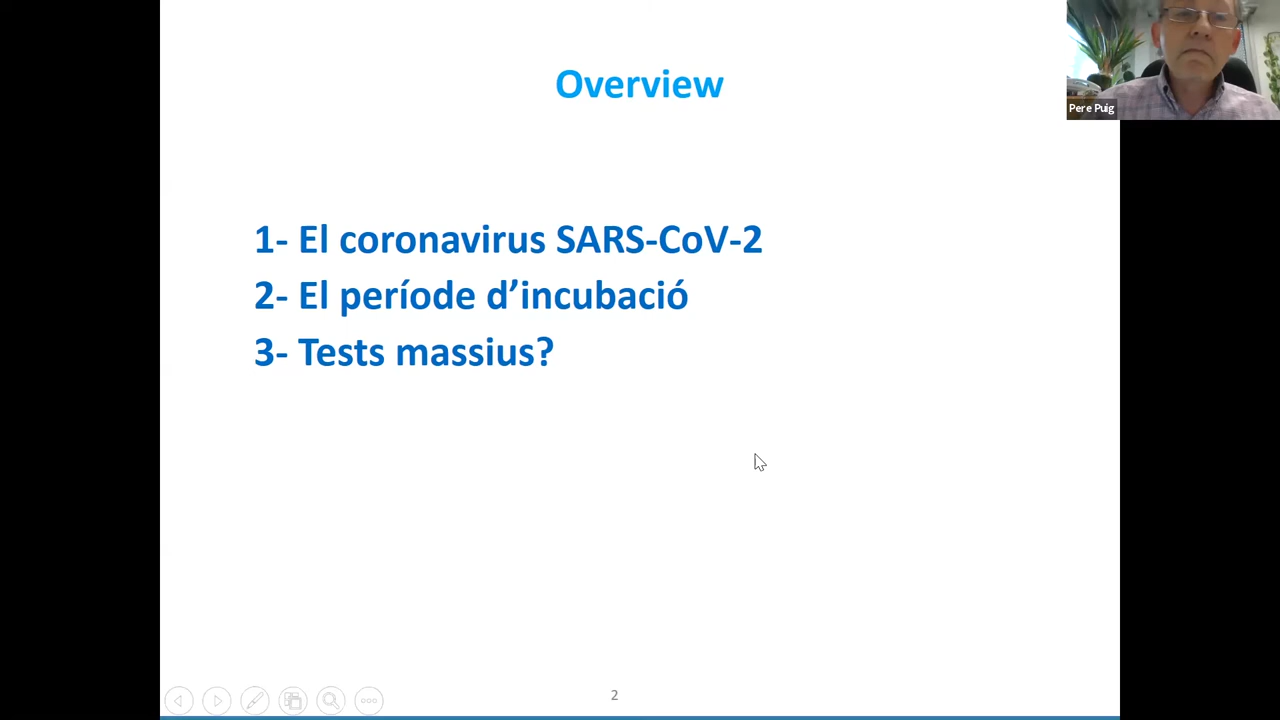 Overview
Pere Puig
1- El coronavirus SARS-CoV-2
2- El període d’incubació
3- Tests massius?
2